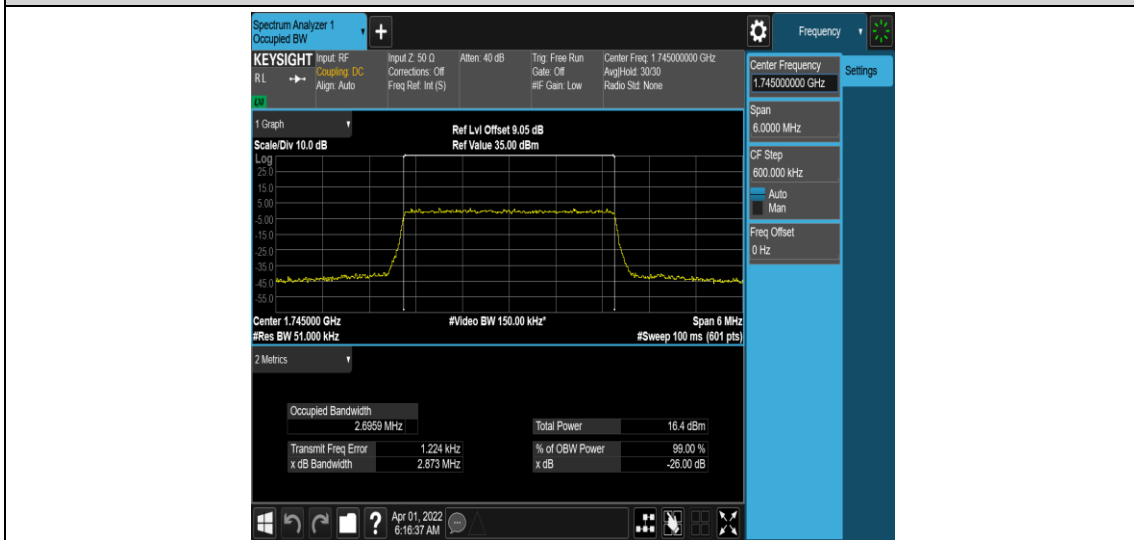 Spectrum Analyzer 1
Occupied BW
Frequency
KEYSIGHT Input: RF Input Z: 50 Ω Atten: 40 dB Trig: Free Run Center Freq: 1.745000000 GHz
RL Coupling: DC Corrections: Off Gate: Off Avg|Hold: 30/30
Align: Auto Freq Ref: Int (S) #IF Gain: Low Radio Std: None
Center Frequency
1.745000000 GHz
Settings
Span
6.0000 MHz
CF Step
600.000 kHz
Auto
Man
Freq Offset
0 Hz
1 Graph
Ref Lvl Offset 9.05 dB
Scale/Div 10.0 dB Ref Value 35.00 dBm
Log
25.0
15.0
5.00
-5.00
-15.0
-25.0
-35.0
-45.0
-55.0
Center 1.745000 GHz #Video BW 150.00 kHz* Span 6 MHz
#Res BW 51.000 kHz #Sweep 100 ms (601 pts)
2 Metrics
Occupied Bandwidth
2.6959 MHz Total Power 16.4 dBm
Transmit Freq Error 1.224 kHz % of OBW Power 99.00 %
x dB Bandwidth 2.873 MHz x dB -26.00 dB
? Apr 01, 2022
6:16:37 AM